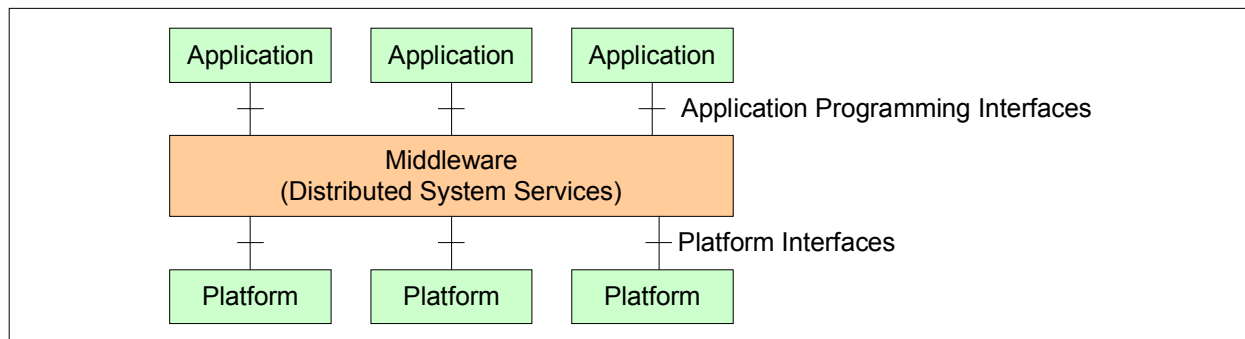 Application Application Application
Application Programming Interfaces
Middleware
(Distributed System Services)
Platform Interfaces
Platform Platform Platform